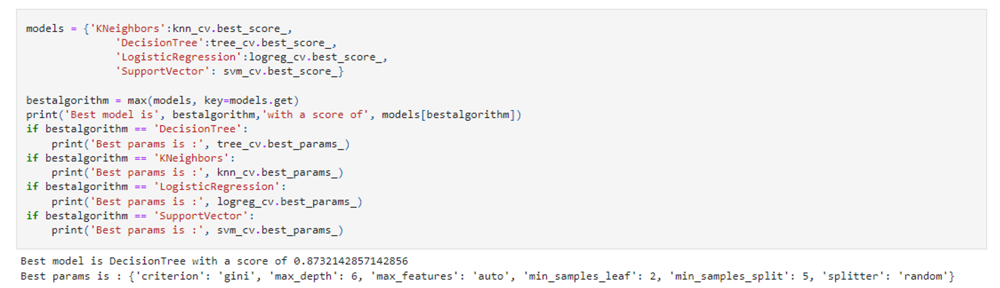 models = {'KNeighbors':knn_cv.best_score_,
              'DecisionTree':tree_cv.best_score_,
              'LogisticRegression':logreg_cv.best_score_,
              'SupportVector': svm_cv.best_score_}

bestalgorithm = max(models, key=models.get)
print('Best model is', bestalgorithm,'with a score of', models[bestalgorithm])
if bestalgorithm == 'DecisionTree':
    print('Best params is :', tree_cv.best_params_)
if bestalgorithm == 'KNeighbors':
    print('Best params is :', knn_cv.best_params_)
if bestalgorithm == 'LogisticRegression':
    print('Best params is :', logreg_cv.best_params_)
if bestalgorithm == 'SupportVector':
    print('Best params is :', svm_cv.best_params_)
Best model is DecisionTree with a score of 0.8732142857142856
Best params is : {'criterion': 'gini', 'max_depth': 6, 'max_features': 'auto', 'min_samples_leaf': 2, 'min_samples_split': 5, 'splitter': 'random'}